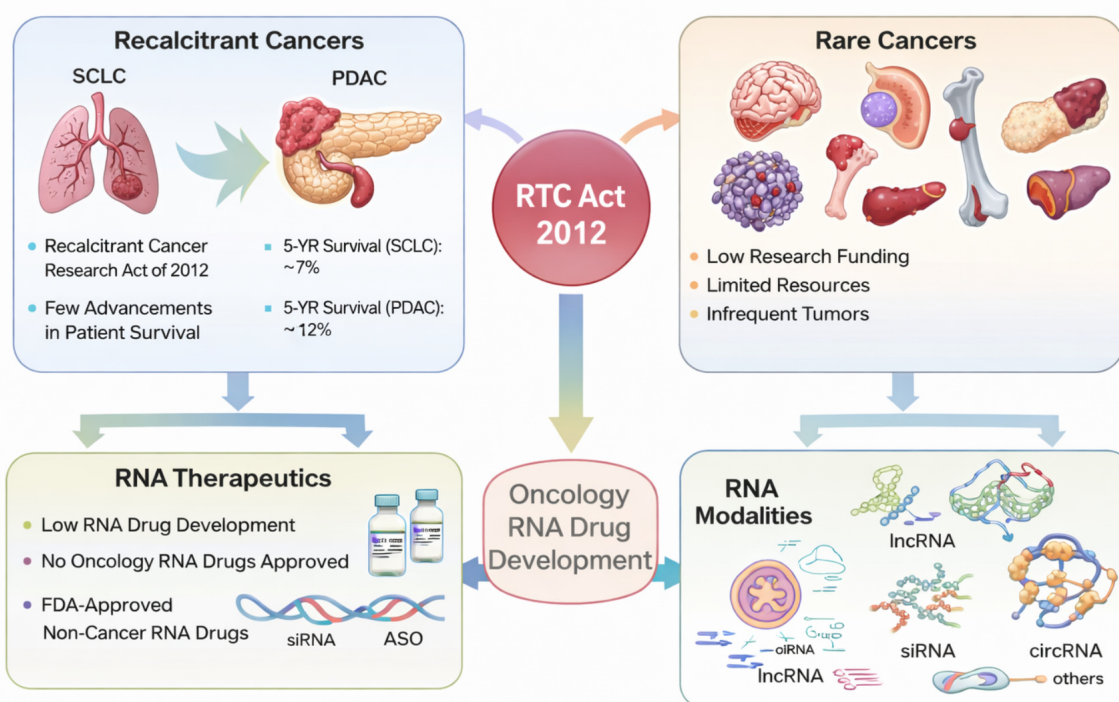 Recalcitrant Cancers
SCLC
PDAC
Recalcitrant Cancer
Research Act of 2012
Few Advancements
in Patient Survival
5-YR Survival (SCLC):
~7%
5-YR Survival (PDAC):
~12%
RTC Act
2012
Rare Cancers
Low Research Funding
Limited Resources
Infrequent Tumors
RNA Therapeutics
Low RNA Drug Development
No Oncology RNA Drugs Approved
FDA-Approved
Non-Cancer RNA Drugs
siRNA
ASO
Oncology
RNA Drug
Development
RNA
Modalities
lncRNA
oiRNA
lncRNA
siRNA
circRNA
others